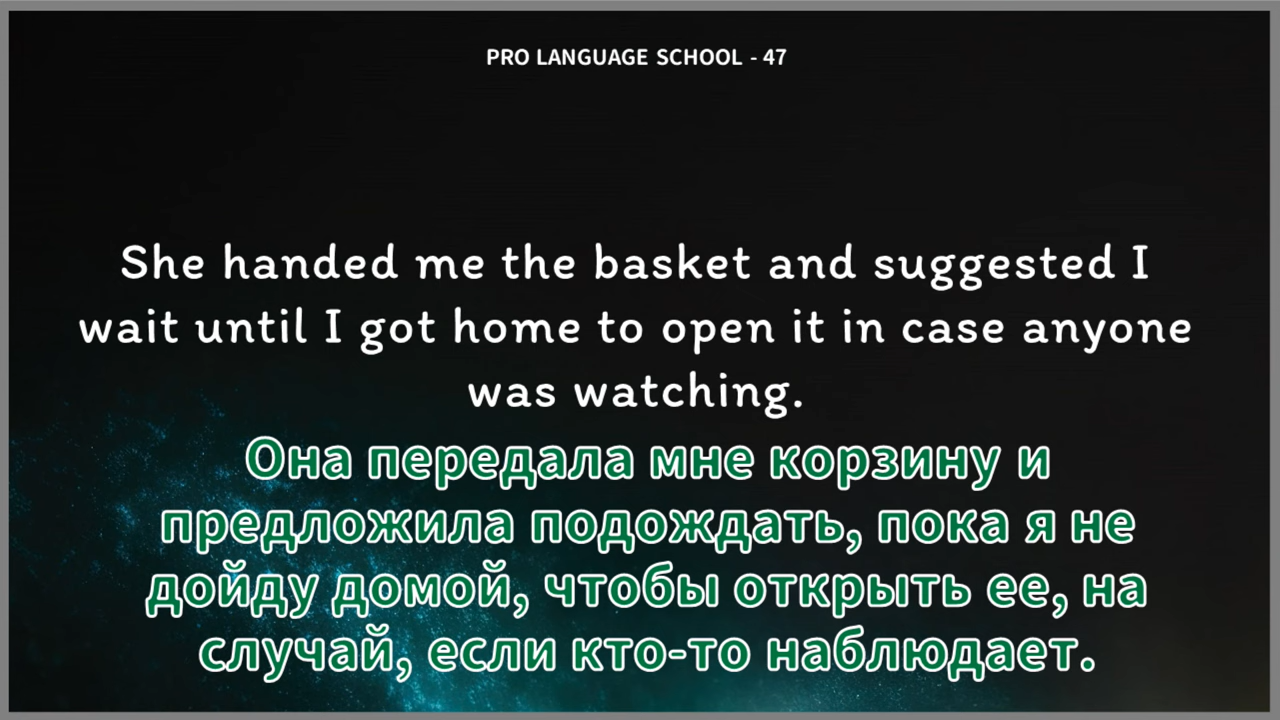 PRO LANGUAGE SCHOOL - 47
She handed me the basket and suggested I
wait until I got home to open it in case anyone
was watching.
Она передала мне корзину и
предложила подождать, пока я не
дойду домой, чтобы открыть ее, на
случай, если кто-то наблюдает.